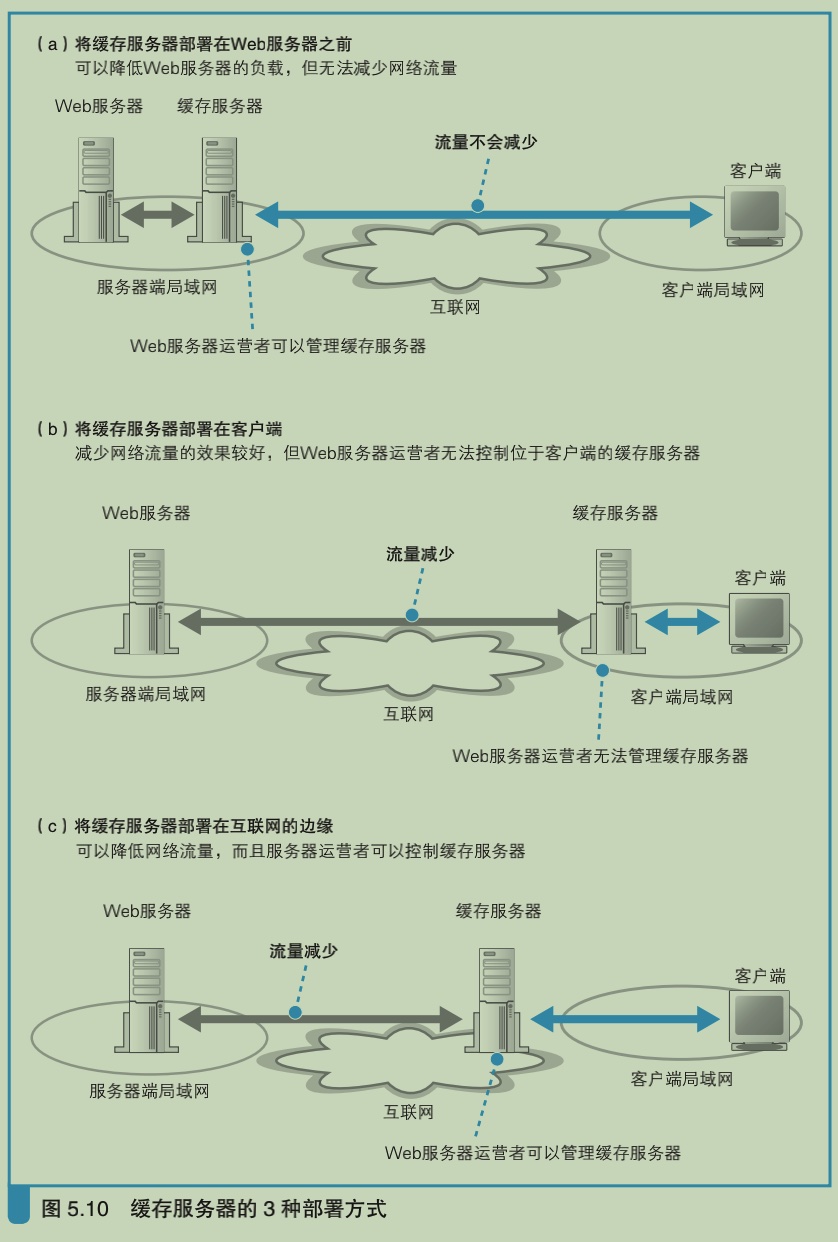 （a）将缓存服务器部署在Web服务器之前
可以降低Web服务器的负载，但无法减少网络流量
Web服务器
缓存服务器
流量不会减少
客户端
服务器端局域网
互联网
客户端局域网
Web服务器运营者可以管理缓存服务器
（b）将缓存服务器部署在客户端
减少网络流量的效果较好，但Web服务器运营者无法控制位于客户端的缓存服务器
Web服务器
缓存服务器
流量减少
客户端
服务器端局域网
互联网
客户端局域网
Web服务器运营者无法管理缓存服务器
（c）将缓存服务器部署在互联网的边缘
可以降低网络流量，而且服务器运营者可以控制缓存服务器
Web服务器
缓存服务器
流量减少
客户端
服务器端局域网
互联网
客户端局域网
Web服务器运营者可以管理缓存服务器
图 5.10 缓存服务器的 3 种部署方式